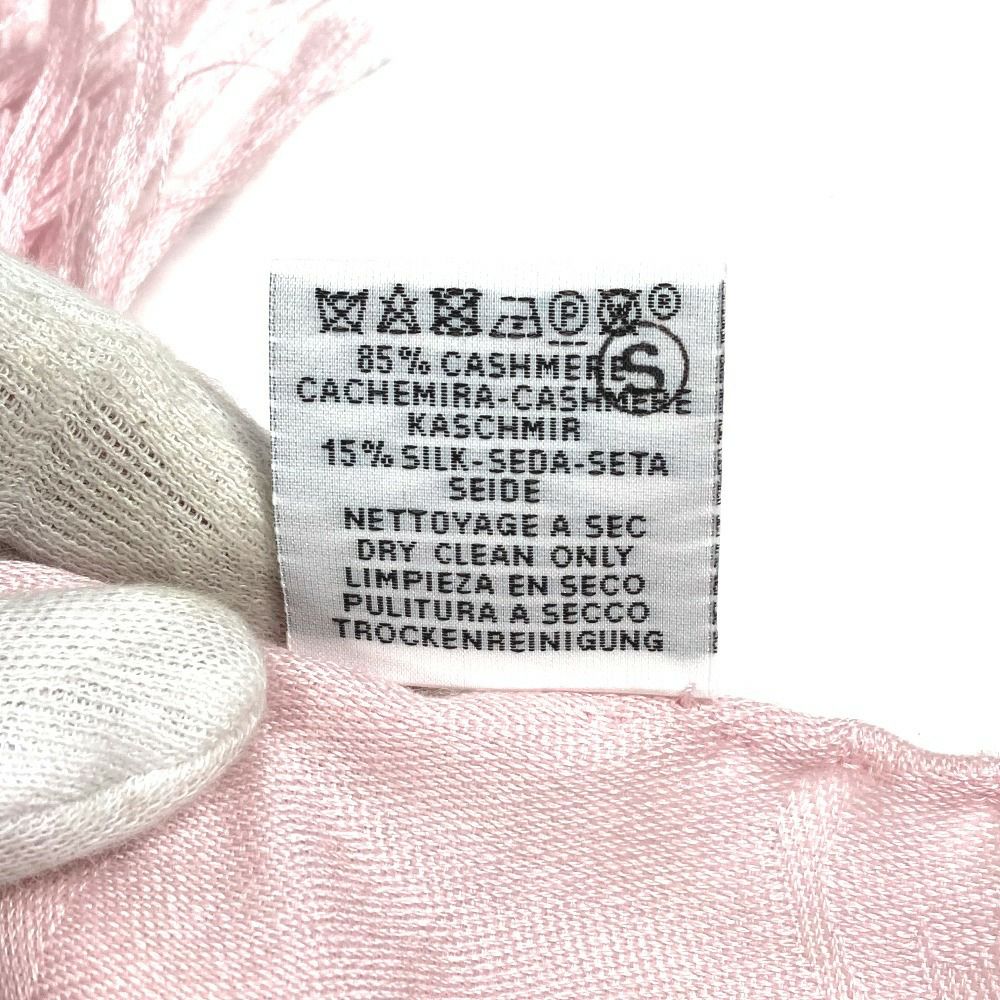 P W ®
S
85% CASHMERE
CACHEMIRA-CASHMERE
KASCHMIR
15% SILK-SEDA-SETA
SEIDE
NETTOYAGE A SEC
DRY CLEAN ONLY
LIMPIEZA EN SECO
PULITURA A SECCO
TROCKENREINIGUNG